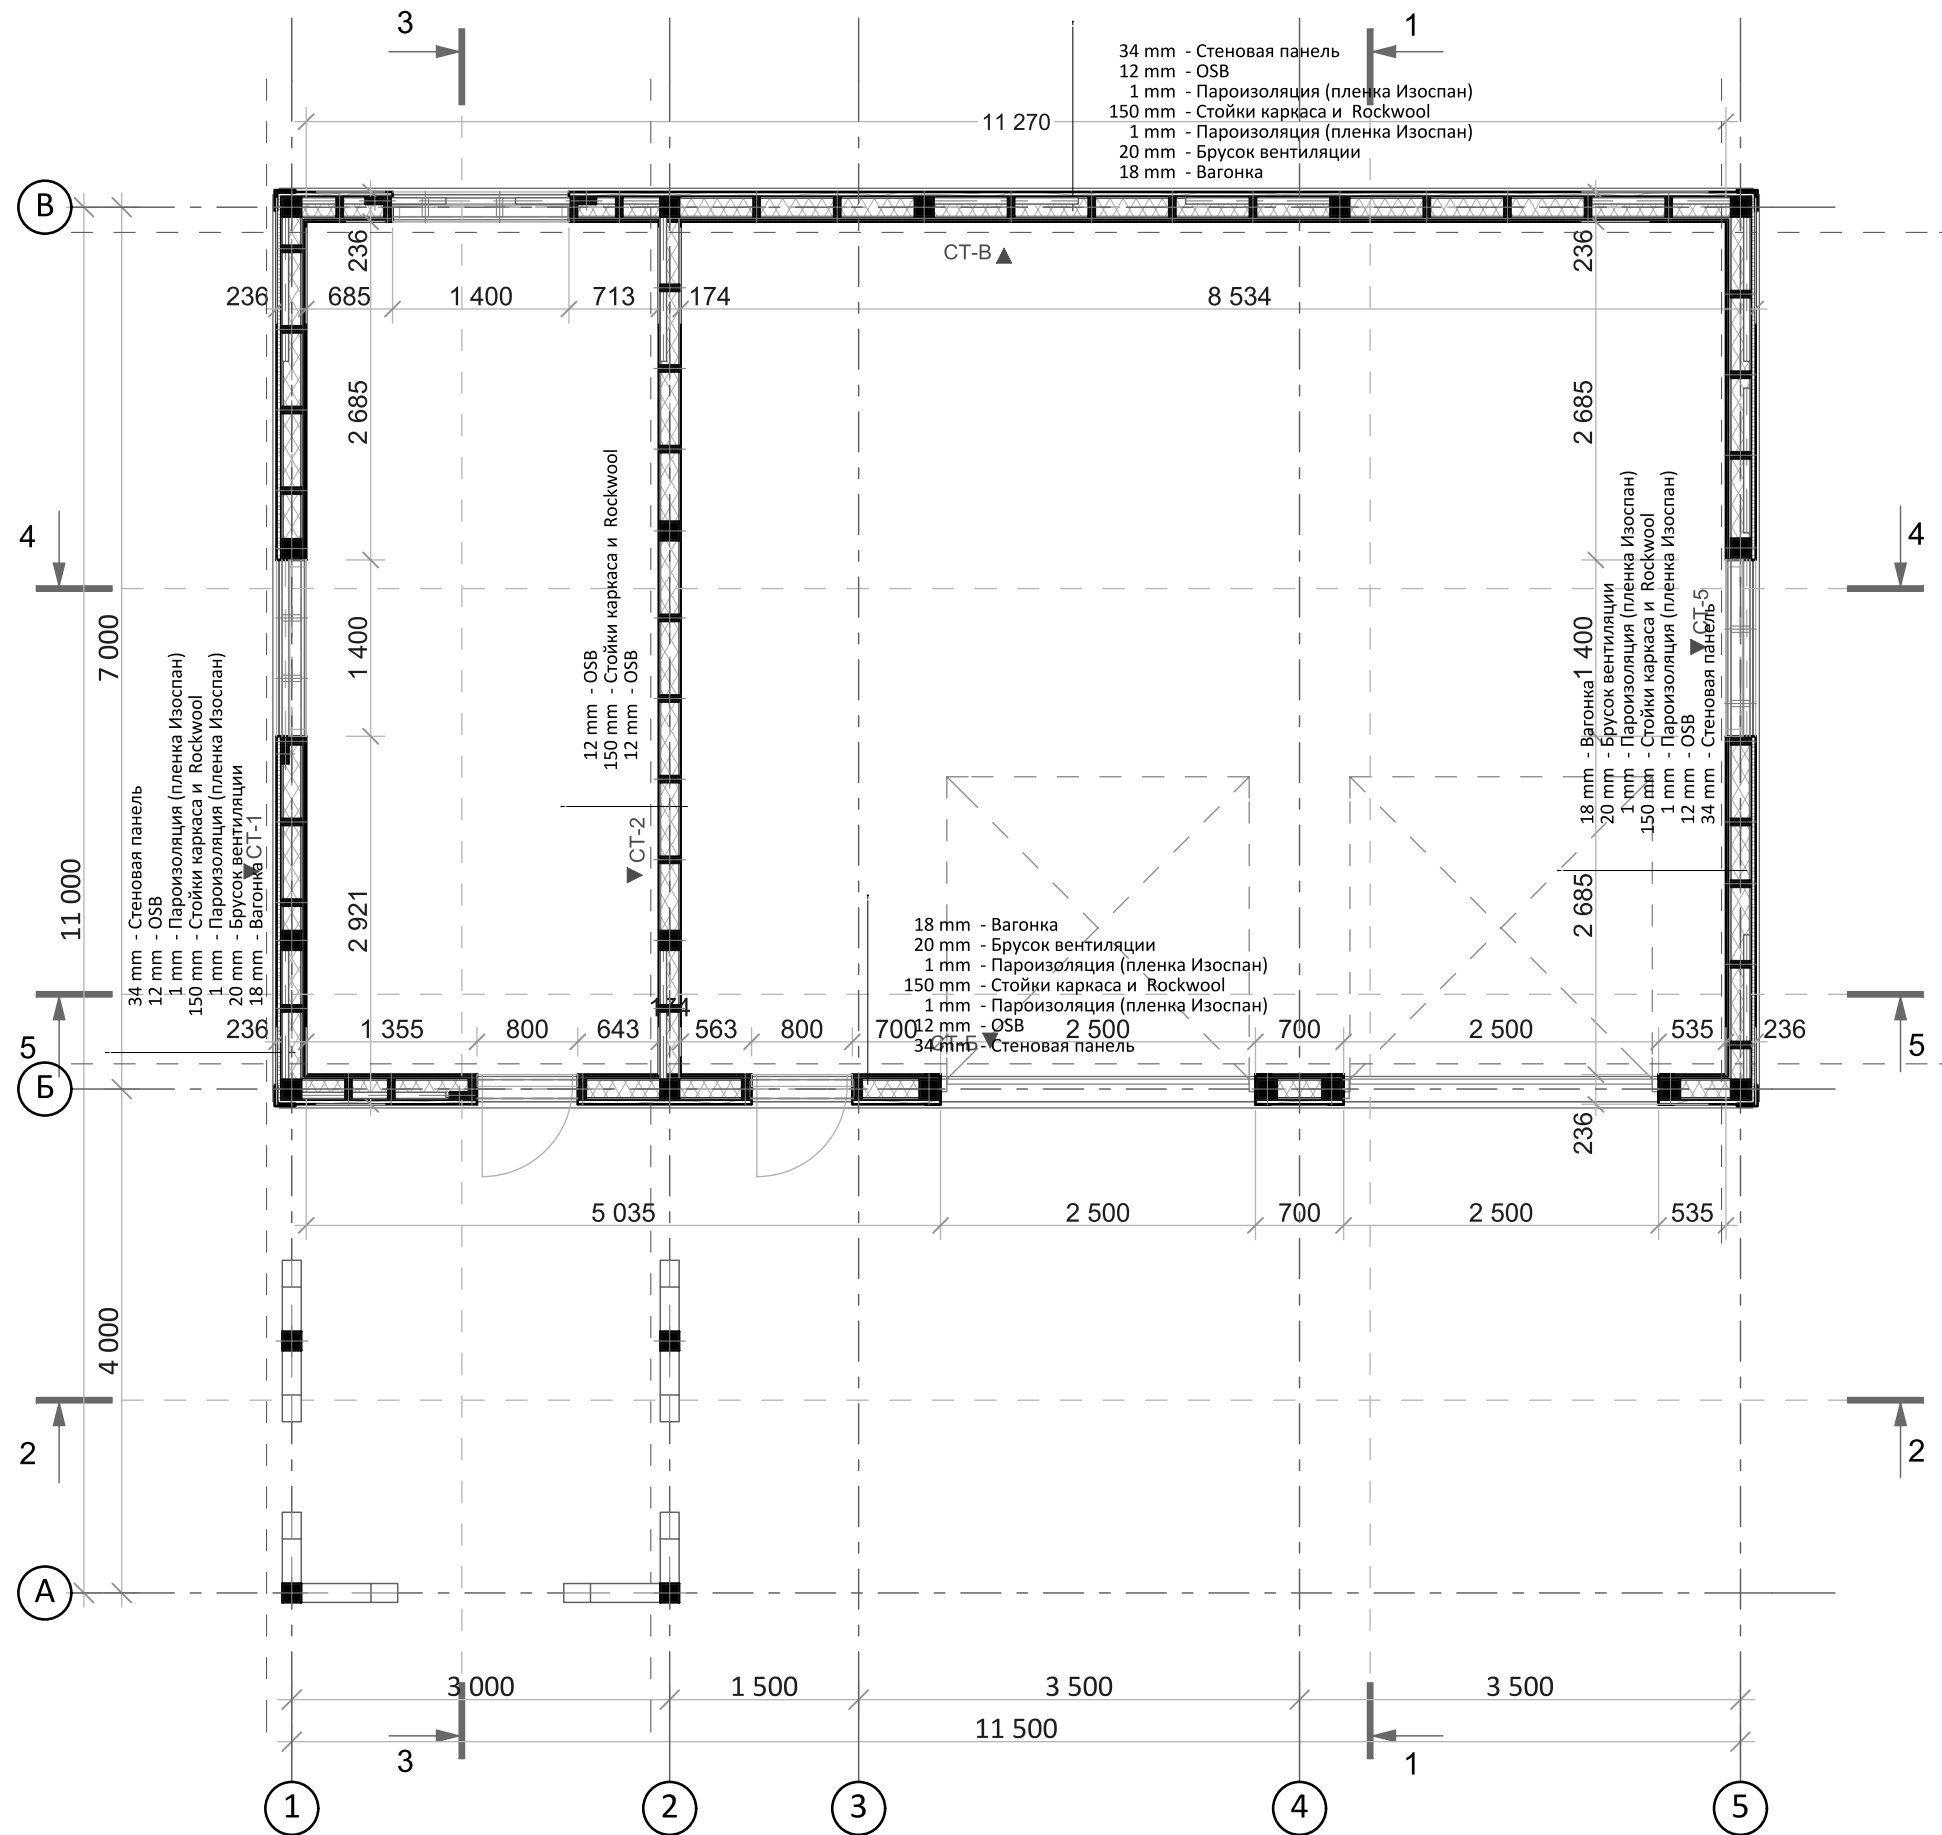 3
1
34 mm - Стеновая панель
12 mm - OSB
1 mm - Пароизоляция (пленка Изоспан)
150 mm - Стойки каркаса и Rockwool
1 mm - Пароизоляция (пленка Изоспан)
20 mm - Брусок вентиляции
18 mm - Вагонка
11 270
В
236
236
СТ-В
236
685
1 400
713
174
8 534
2 685
2 685
4
4
12 mm - OSB
150 mm - Стойки каркаса и Rockwool
12 mm - OSB
18 mm - Вагонка
20 mm - Брусок вентиляции
1 mm - Пароизоляция (пленка Изоспан)
150 mm - Стойки каркаса и Rockwool
1 mm - Пароизоляция (пленка Изоспан)
12 mm - OSB
34 mm - Стеновая панель
СТ-5
7 000
1 400
1 400
34 mm - Стеновая панель
12 mm - OSB
1 mm - Пароизоляция (пленка Изоспан)
150 mm - Стойки каркаса и Rockwool
1 mm - Пароизоляция (пленка Изоспан)
20 mm - Брусок вентиляции
18 mm - Вагонка
СТ-1
СТ-2
11 000
2 921
2 685
18 mm - Вагонка
20 mm - Брусок вентиляции
1 mm - Пароизоляция (пленка Изоспан)
150 mm - Стойки каркаса и Rockwool
1 mm - Пароизоляция (пленка Изоспан)
12 mm - OSB
34 mm - Стеновая панель
СТ-Б
174
236
1 355
800
643
563
800
700
2 500
700
2 500
535
236
5
5
Б
236
5 035
2 500
700
2 500
535
4 000
2
2
А
3 000
1 500
3 500
3 500
11 500
3
1
1
2
3
4
5